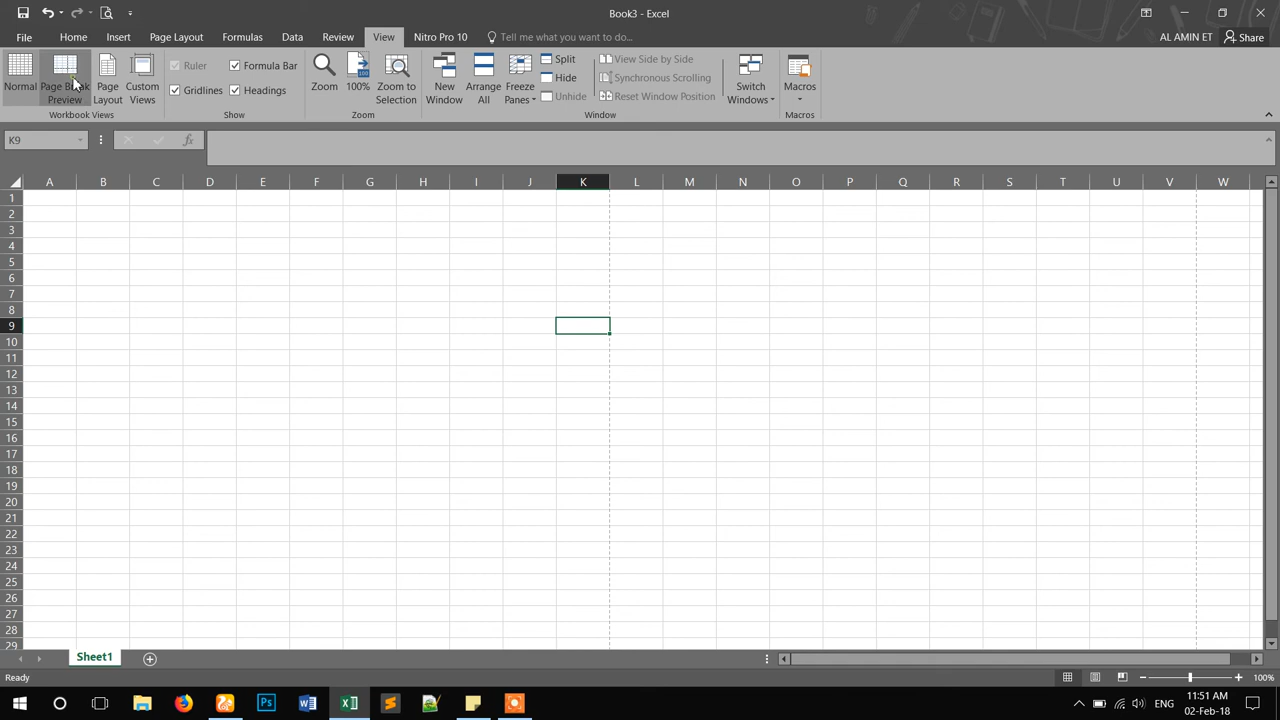 Book3 - Excel
File Home Insert Page Layout Formulas Data Review View Nitro Pro 10 Tell me what you want to do... AL AMIN ET Share
Normal Page Break Preview Page Layout Custom Views
Workbook Views
Ruler Formula Bar
Gridlines Headings
Show
Zoom 100% Zoom to Selection
100
Zoom
New Window Arrange All Freeze Panes
Split
Hide
Unhide
View Side by Side
Synchronous Scrolling
Reset Window Position
Switch Windows
Window
Macros
Macros
K9 fx
A B C D E F G H I J K L M N O P Q R S T U V W
1
2
3
4
5
6
7
8
9
10
11
12
13
14
15
16
17
18
19
20
21
22
23
24
25
26
27
28
29
Sheet1
Ready 100%
Ps ENG 11:51 AM
02-Feb-18